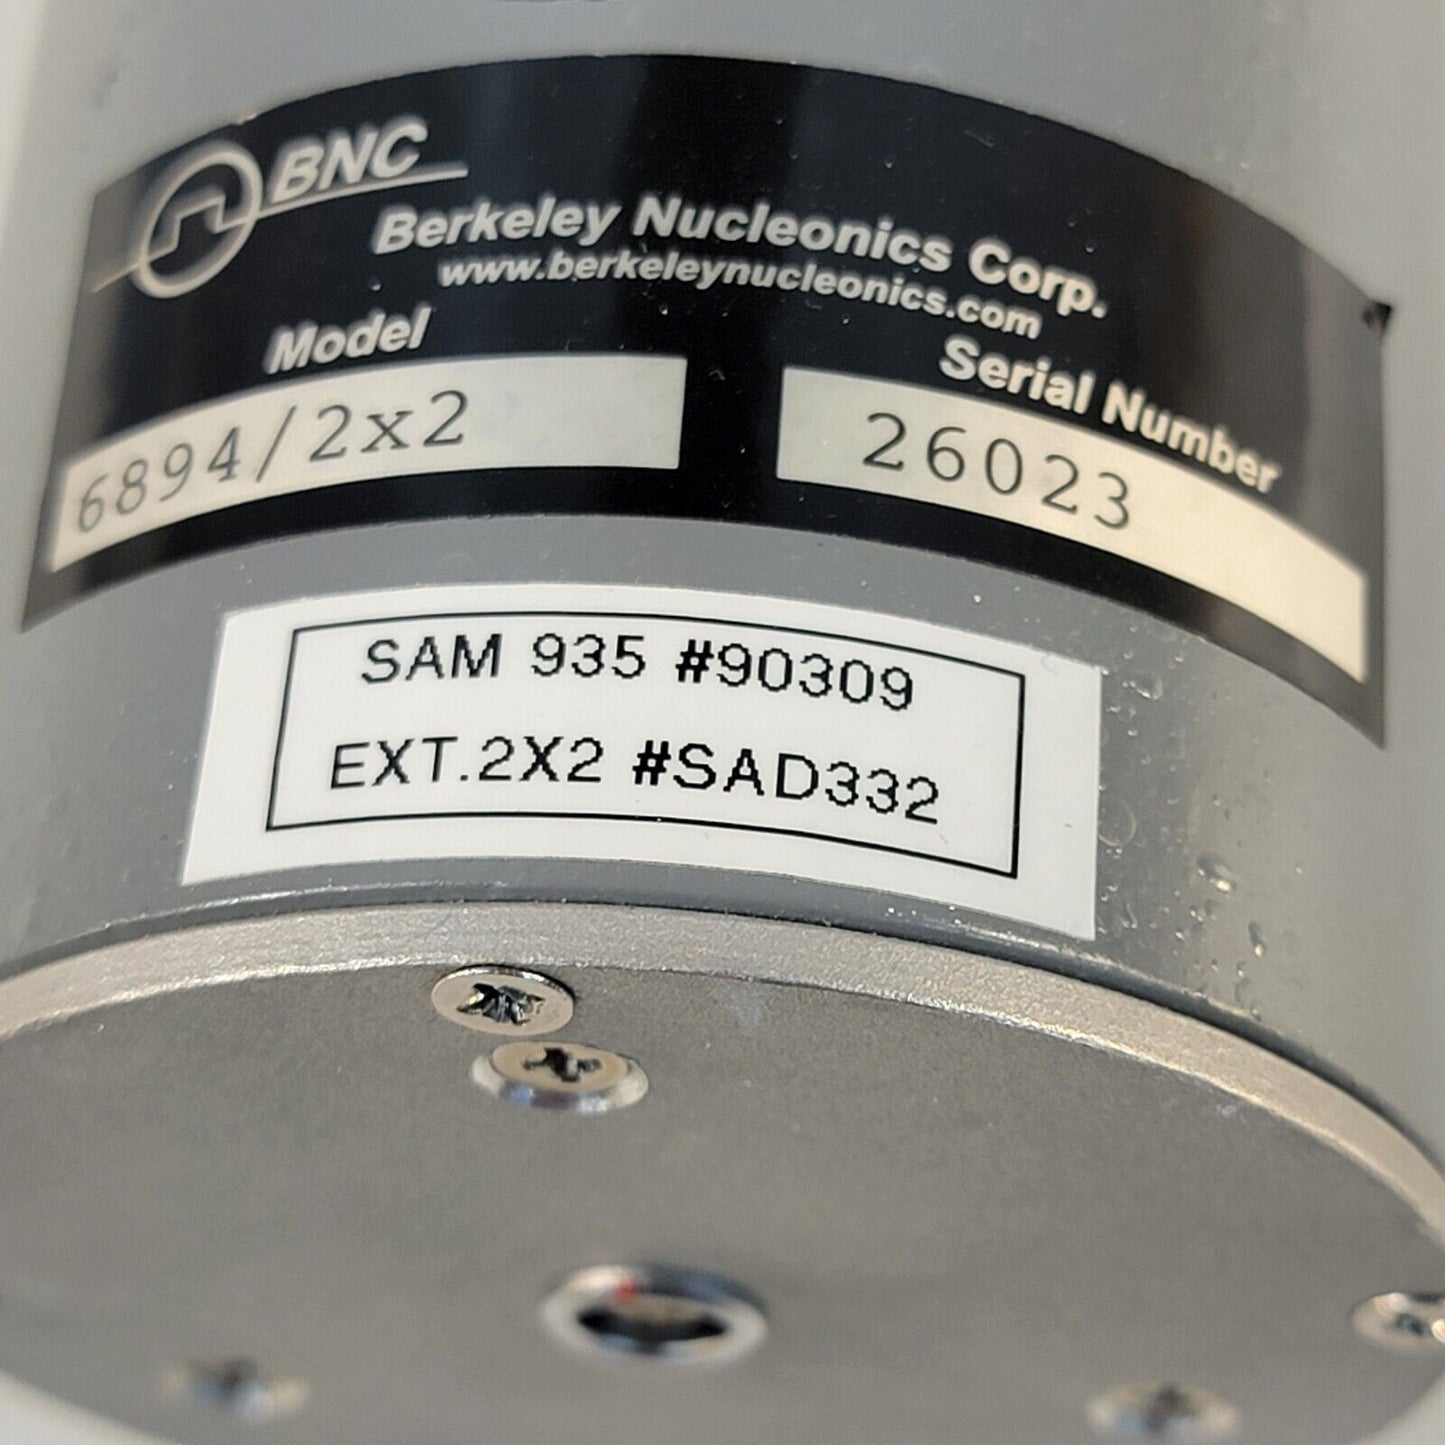 BNC
Berkeley Nucleonics Corp.
www.berkeleynucleonics.com
Model
Serial Number
6894/2x2
26023
SAM 935 #90309
EXT.2X2 #SAD332